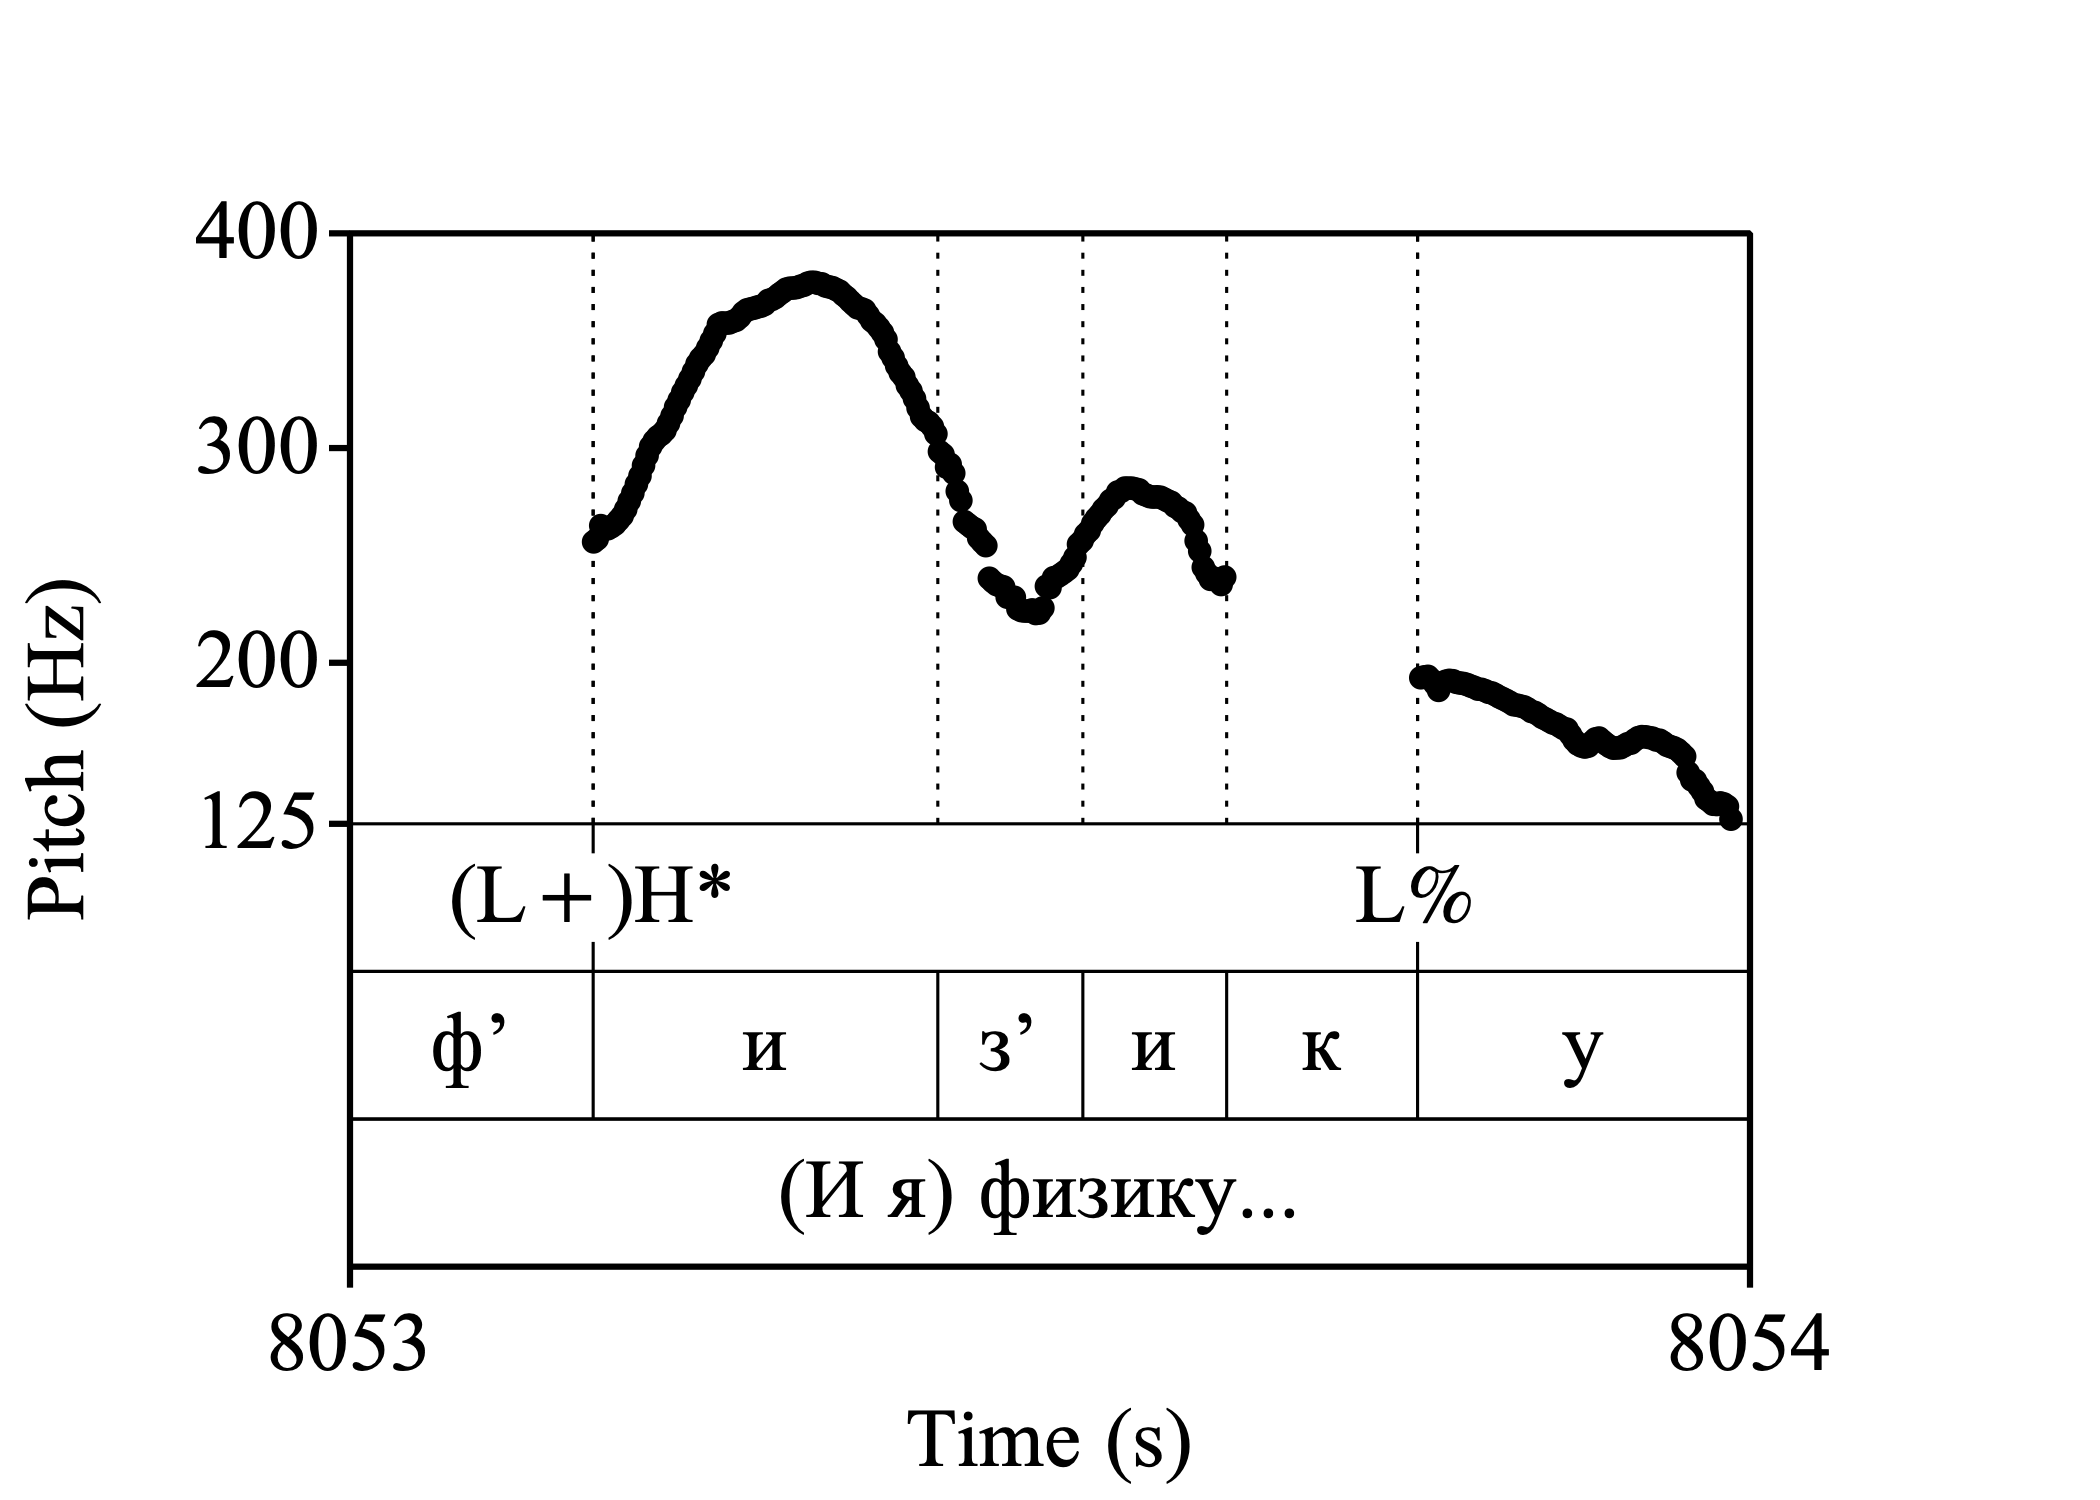 400
300
200
125
Pitch (Hz)
(L+)H* L%
ф’ и з’ и к у
(И я) физику...
8053 8054
Time (s)